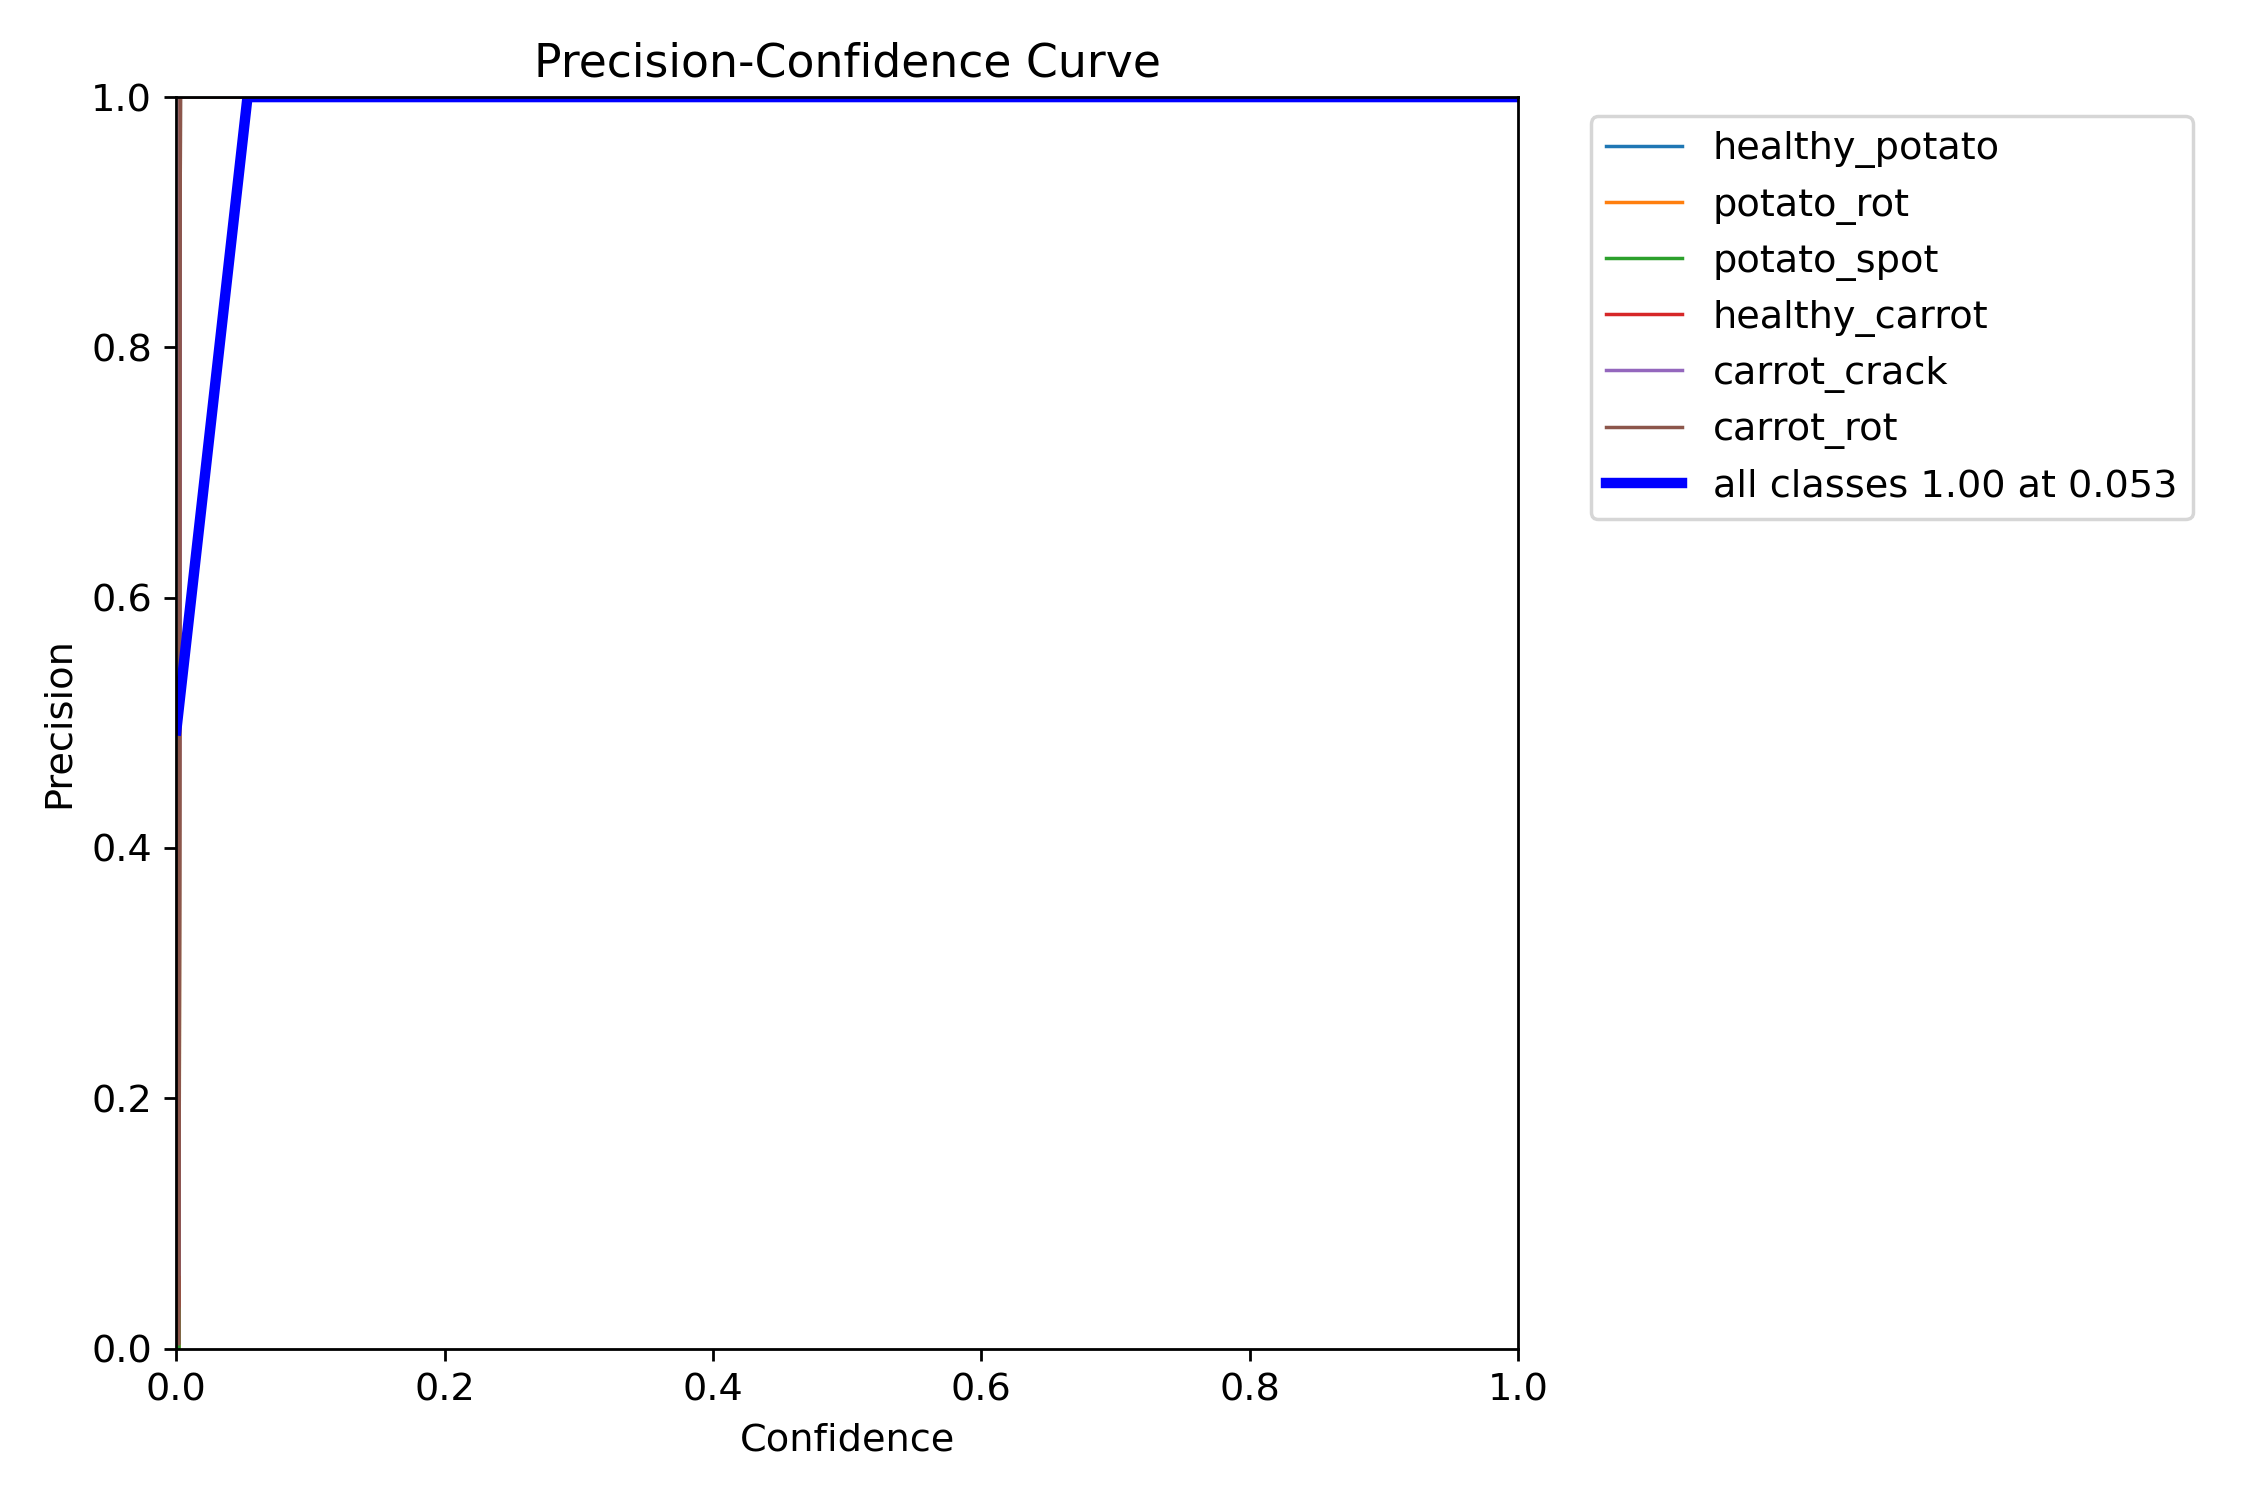 Precision-Confidence Curve
1.0
0.8
0.6
0.4
0.2
0.0
Precision
0.0 0.2 0.4 0.6 0.8 1.0
Confidence
healthy_potato
potato_rot
potato_spot
healthy_carrot
carrot_crack
carrot_rot
all classes 1.00 at 0.053